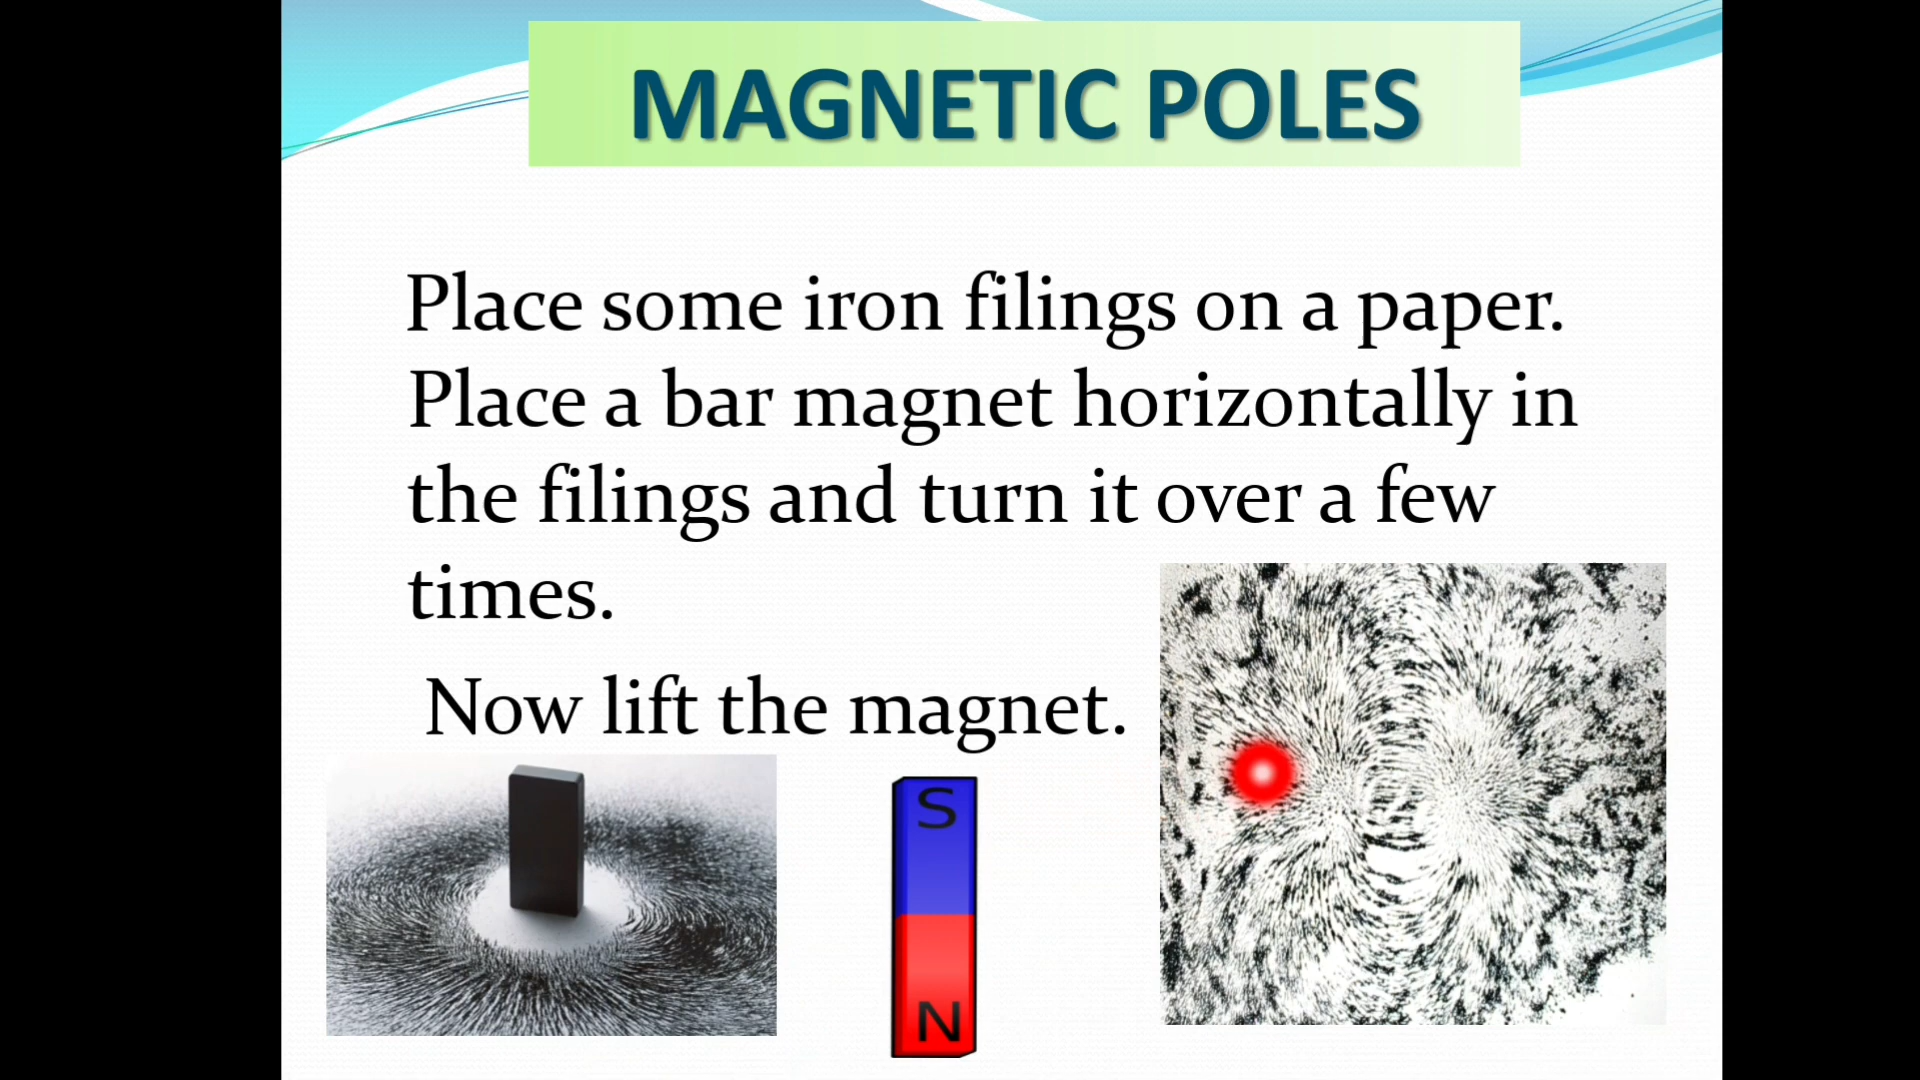 MAGNETIC POLES
Place some iron filings on a paper.
Place a bar magnet horizontally in
the filings and turn it over a few
times.
Now lift the magnet.
S
N